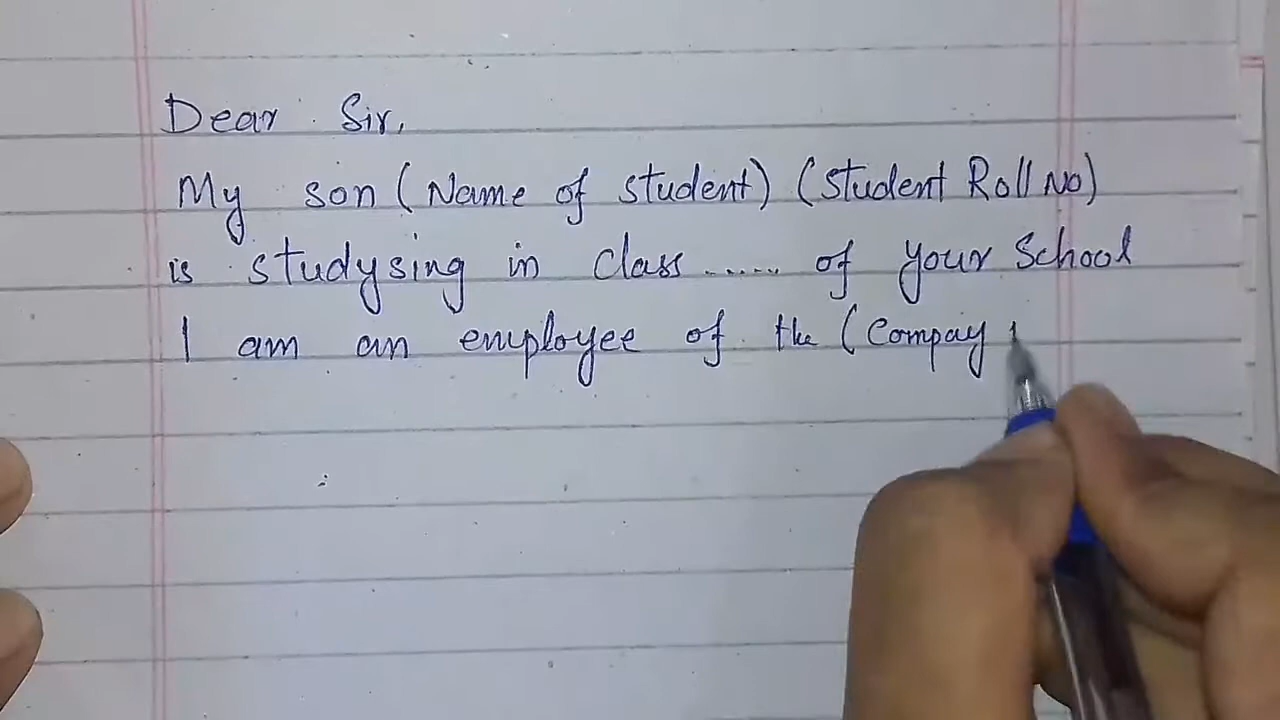 Dear Sir,
My son (Name of student) (Student Roll No)
is studysing in class ...... of your School
I am an employee of the (Compay